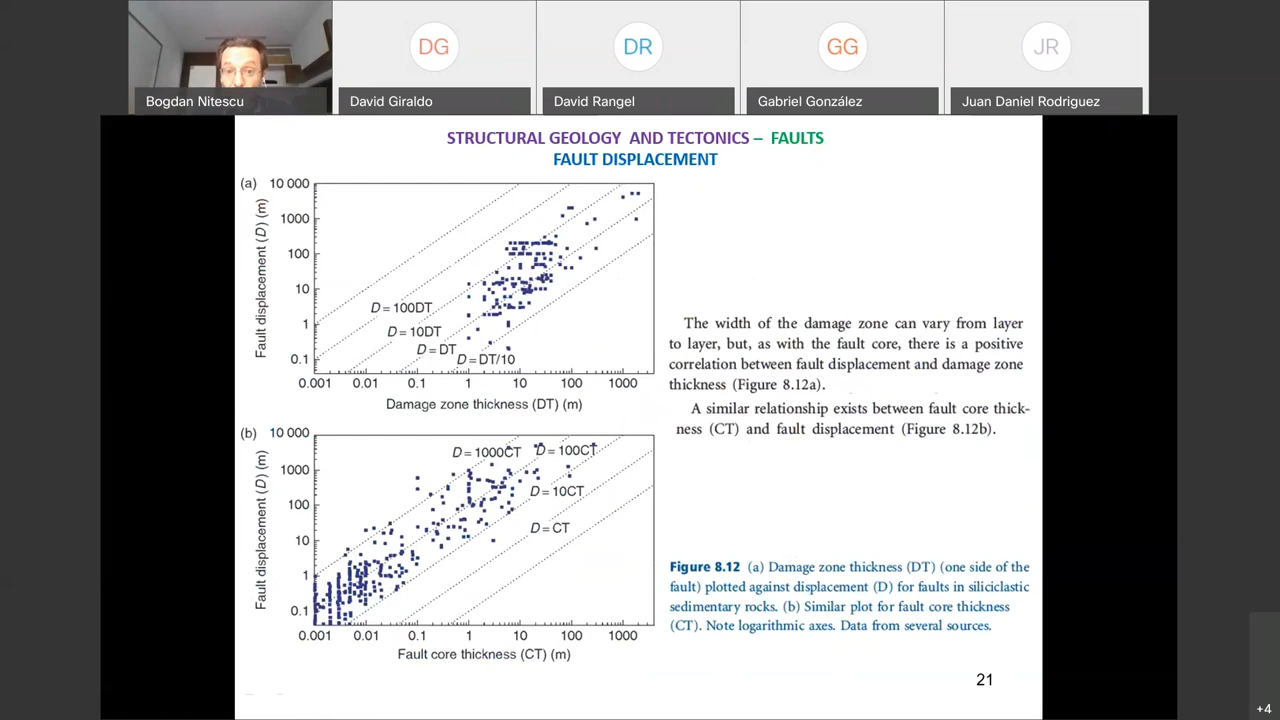 DG
DR
GG
JR
Bogdan Nitescu
David Giraldo
David Rangel
Gabriel González
Juan Daniel Rodriguez
STRUCTURAL GEOLOGY AND TECTONICS – FAULTS
FAULT DISPLACEMENT
(a)
Fault displacement (D) (m)
10 000
1000
100
10
1
0.1
D = 100DT
D = 10DT
D = DT
D = DT/10
0.001 0.01 0.1 1 10 100 1000
Damage zone thickness (DT) (m)
(b)
Fault displacement (D) (m)
10 000
1000
100
10
1
0.1
D = 1000CT
D = 100CT
D = 10CT
D = CT
0.001 0.01 0.1 1 10 100 1000
Fault core thickness (CT) (m)
The width of the damage zone can vary from layer
to layer, but, as with the fault core, there is a positive
correlation between fault displacement and damage zone
thickness (Figure 8.12a).
A similar relationship exists between fault core thick-
ness (CT) and fault displacement (Figure 8.12b).
Figure 8.12 (a) Damage zone thickness (DT) (one side of the
fault) plotted against displacement (D) for faults in siliciclastic
sedimentary rocks. (b) Similar plot for fault core thickness
(CT). Note logarithmic axes. Data from several sources.
21
+4